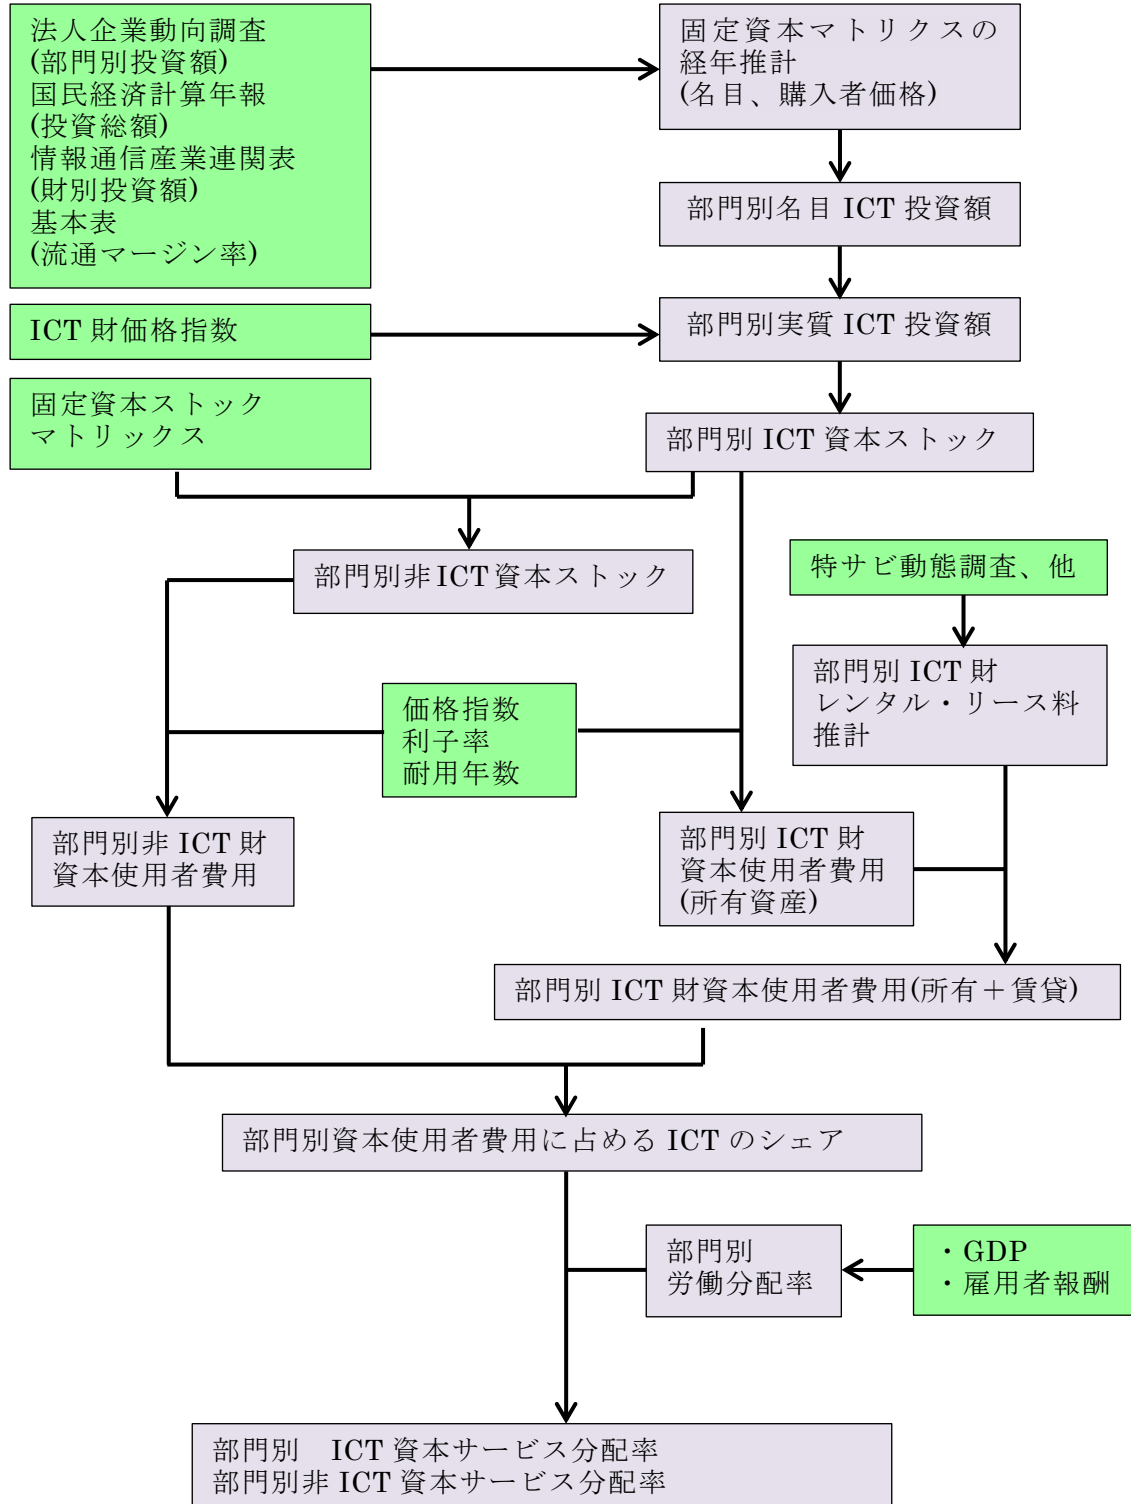 法人企業動向調査
(部門別投資額)
国民経済計算年報
(投資総額)
情報通信産業連関表
(財別投資額)
基本表
(流通マージン率)
固定資本マトリクスの
経年推計
(名目、購入者価格)
部門別名目 ICT 投資額
ICT 財価格指数
部門別実質 ICT 投資額
固定資本ストック
マトリックス
部門別 ICT 資本ストック
部門別非 ICT 資本ストック
特サビ動態調査、他
部門別 ICT 財
レンタル・リース料
推計
価格指数
利子率
耐用年数
部門別非 ICT 財
資本使用者費用
部門別 ICT 財
資本使用者費用
(所有資産)
部門別 ICT 財資本使用者費用(所有＋賃貸)
部門別資本使用者費用に占める ICT のシェア
部門別
労働分配率
・GDP
・雇用者報酬
部門別　ICT 資本サービス分配率
部門別非 ICT 資本サービス分配率